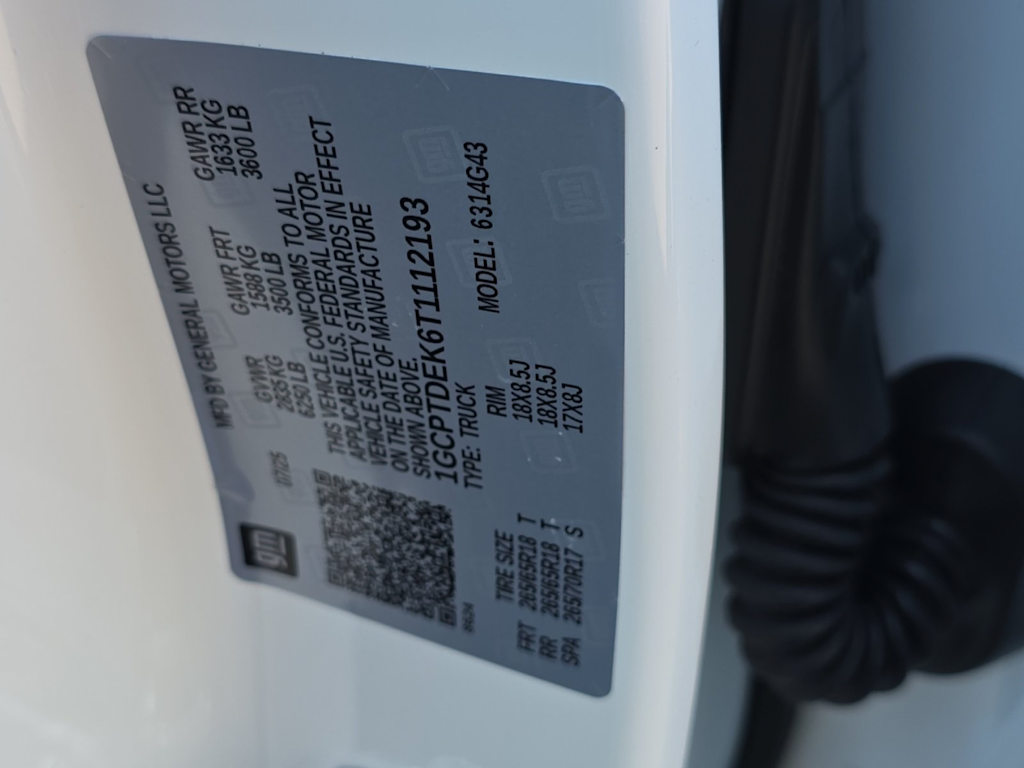 gm
MFD BY GENERAL MOTORS LLC
07/25
GVWR GAWR FRT GAWR RR
2835 KG 1588 KG 1633 KG
6250 LB 3500 LB 3600 LB
THIS VEHICLE CONFORMS TO ALL
APPLICABLE U.S. FEDERAL MOTOR
VEHICLE SAFETY STANDARDS IN EFFECT
ON THE DATE OF MANUFACTURE
SHOWN ABOVE.
1GCPTDEK6T1112193
TYPE: TRUCK MODEL: 6314G43
TIRE SIZE RIM
FRT 265/65R18 T 18X8.5J
RR 265/65R18 T 18X8.5J
SPA 265/70R17 S 17X8J